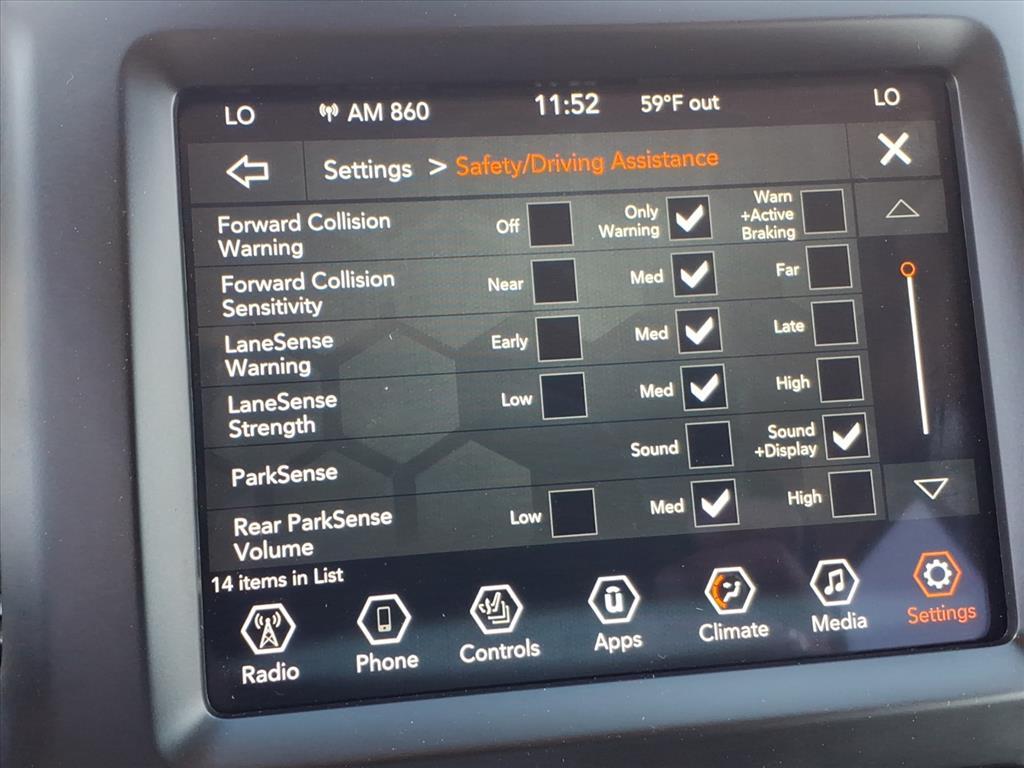 LO AM 860 11:52 59°F out LO
Settings > Safety/Driving Assistance
Forward Collision
Warning
Off
Only
Warning
Warn
+Active
Braking
Forward Collision
Sensitivity
Near Med Far
LaneSense
Warning
Early Med Late
LaneSense
Strength
Low Med High
ParkSense
Sound
Sound
+Display
Rear ParkSense
Volume
Low Med High
14 items in List
Radio Phone Controls Apps Climate Media Settings